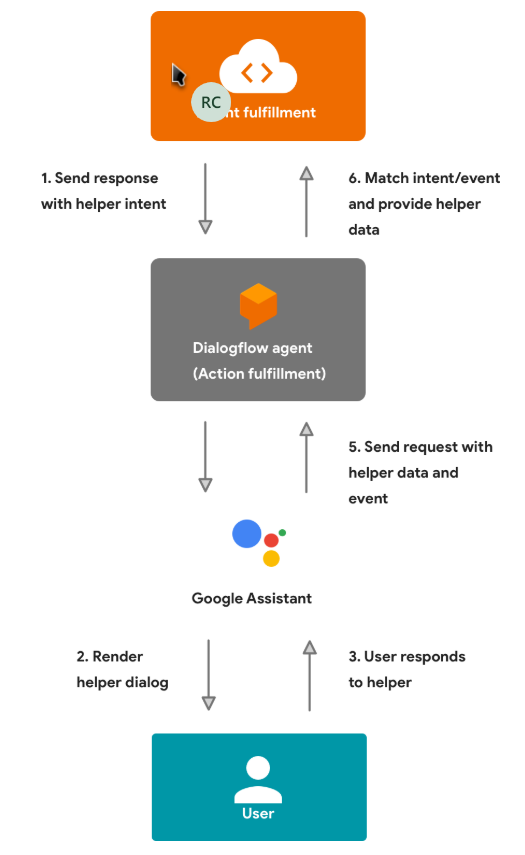 RC
fulfillment
1. Send response
with helper intent
6. Match intent/event
and provide helper
data
Dialogflow agent
(Action fulfillment)
5. Send request with
helper data and
event
Google Assistant
2. Render
helper dialog
3. User responds
to helper
User